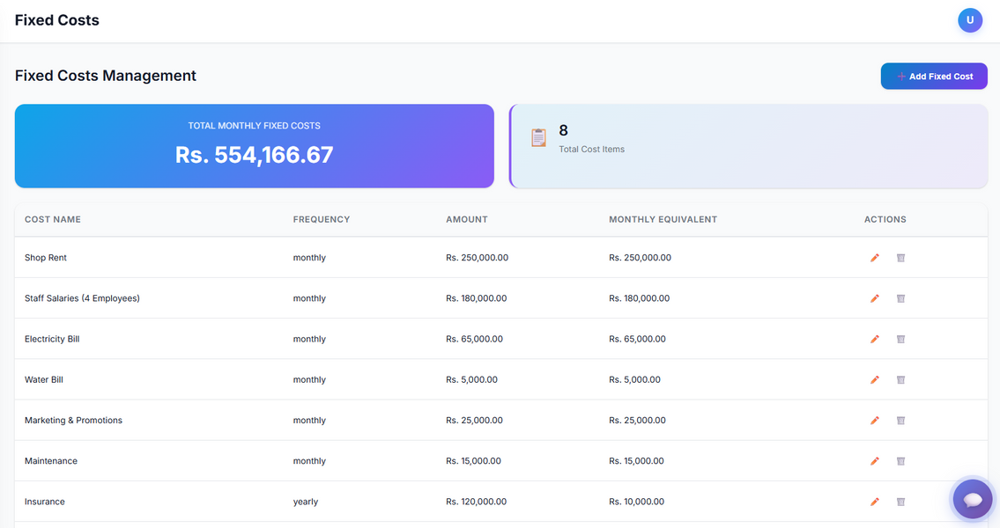 Fixed Costs
U
Fixed Costs Management
Add Fixed Cost
TOTAL MONTHLY FIXED COSTS
Rs. 554,166.67
8
Total Cost Items
COST NAME FREQUENCY AMOUNT MONTHLY EQUIVALENT ACTIONS
Shop Rent monthly Rs. 250,000.00 Rs. 250,000.00
Staff Salaries (4 Employees) monthly Rs. 180,000.00 Rs. 180,000.00
Electricity Bill monthly Rs. 65,000.00 Rs. 65,000.00
Water Bill monthly Rs. 5,000.00 Rs. 5,000.00
Marketing & Promotions monthly Rs. 25,000.00 Rs. 25,000.00
Maintenance monthly Rs. 15,000.00 Rs. 15,000.00
Insurance yearly Rs. 120,000.00 Rs. 10,000.00